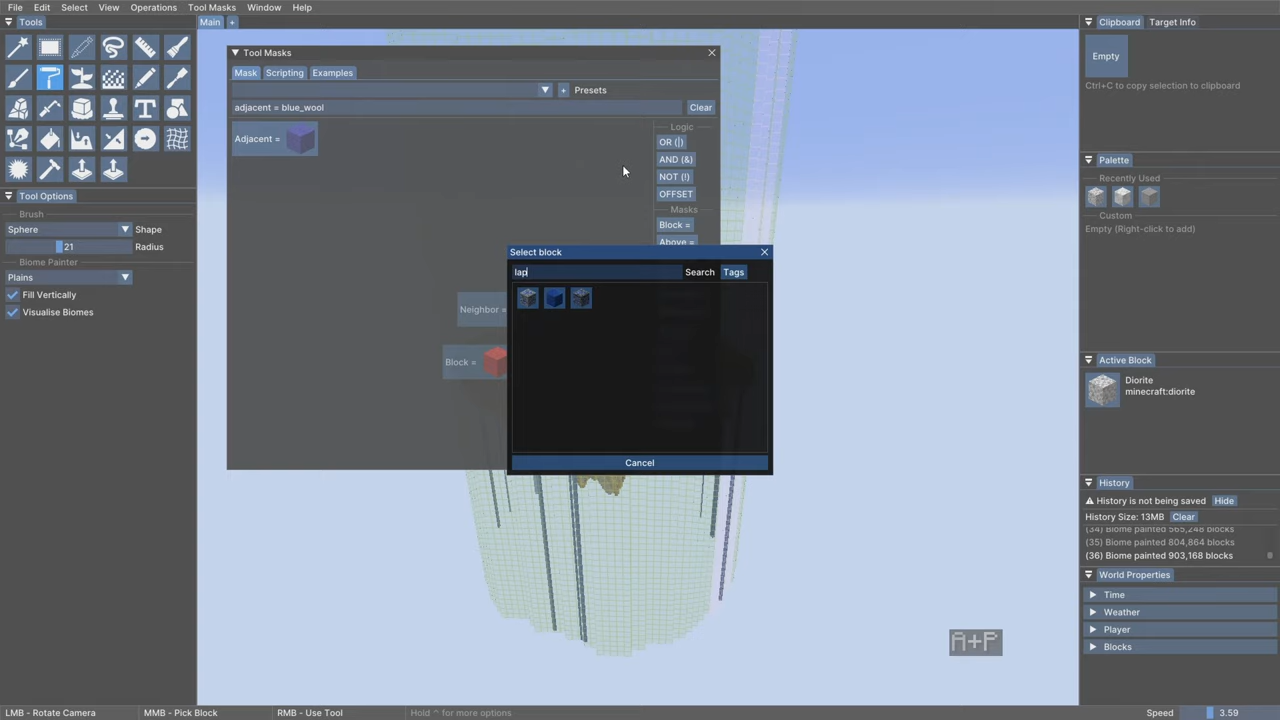 File Edit Select View Operations Tool Masks Window Help
Tools
Main +
Clipboard Target Info
Empty
Ctrl+C to copy selection to clipboard
Tool Masks
Mask Scripting Examples
+ Presets
adjacent = blue_wool Clear
Adjacent =
Logic
OR (|)
AND (&)
NOT (!)
OFFSET
Masks
Block =
Above =
Neighbor =
Block =
Select block
lap Search Tags
Cancel
Tool Options
Brush
Sphere Shape
21 Radius
Biome Painter
Plains
Fill Vertically
Visualise Biomes
Palette
Recently Used
Custom
Empty (Right-click to add)
Active Block
Diorite
minecraft:diorite
History
History is not being saved Hide
History Size: 13MB Clear
(34) Biome painted 565,248 blocks
(35) Biome painted 804,864 blocks
(36) Biome painted 903,168 blocks
World Properties
Time
Weather
Player
Blocks
A+P
LMB - Rotate Camera MMB - Pick Block RMB - Use Tool Hold ^ for more options Speed 3.59